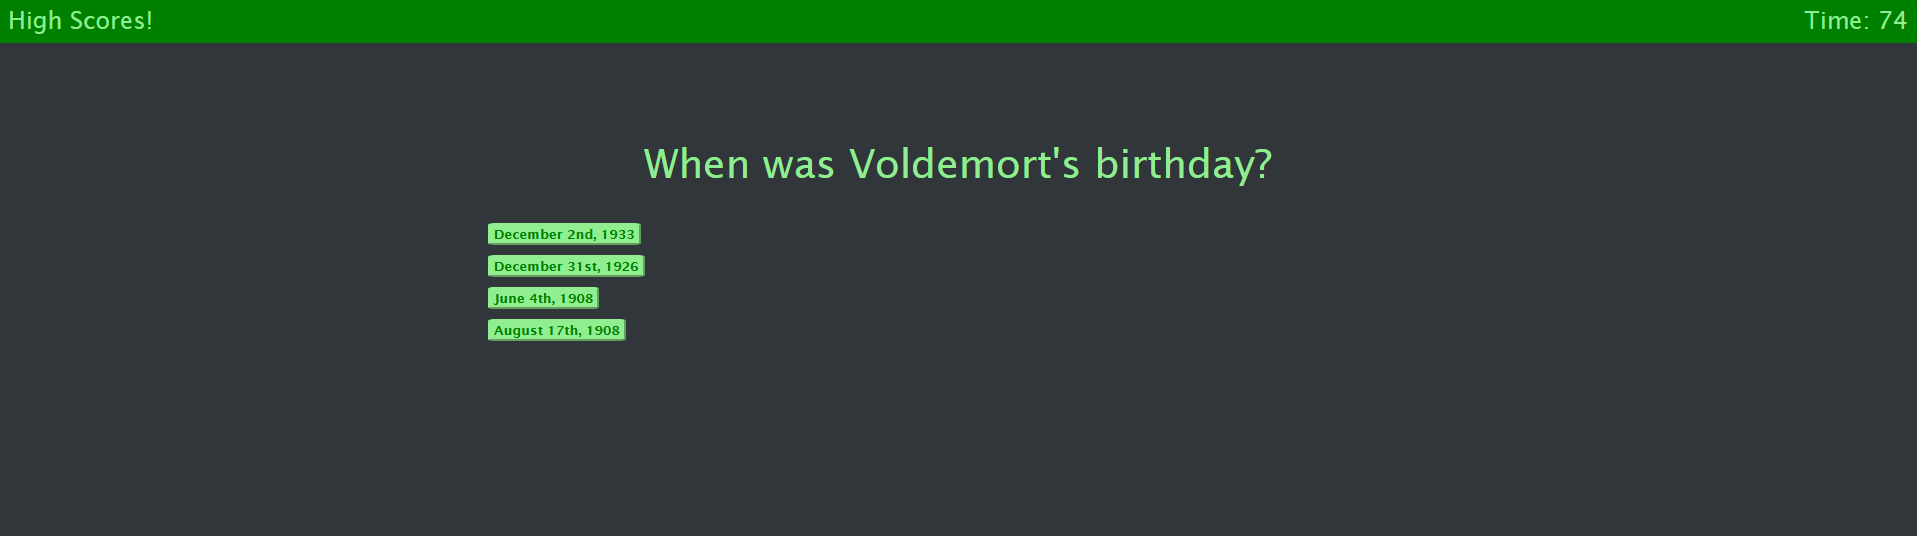 High Scores!
Time: 74
When was Voldemort's birthday?
December 2nd, 1933
December 31st, 1926
June 4th, 1908
August 17th, 1908